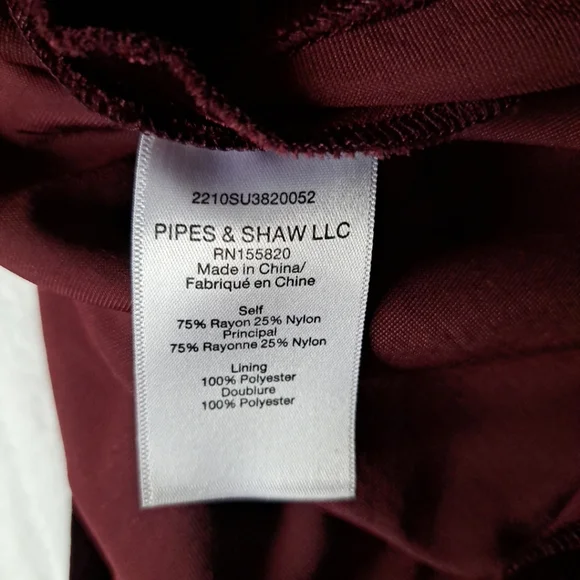 2210SU3820052
PIPES & SHAW LLC
RN155820
Made in China/
Fabriqué en Chine
Self
75% Rayon 25% Nylon
Principal
75% Rayonne 25% Nylon
Lining
100% Polyester
Doublure
100% Polyester